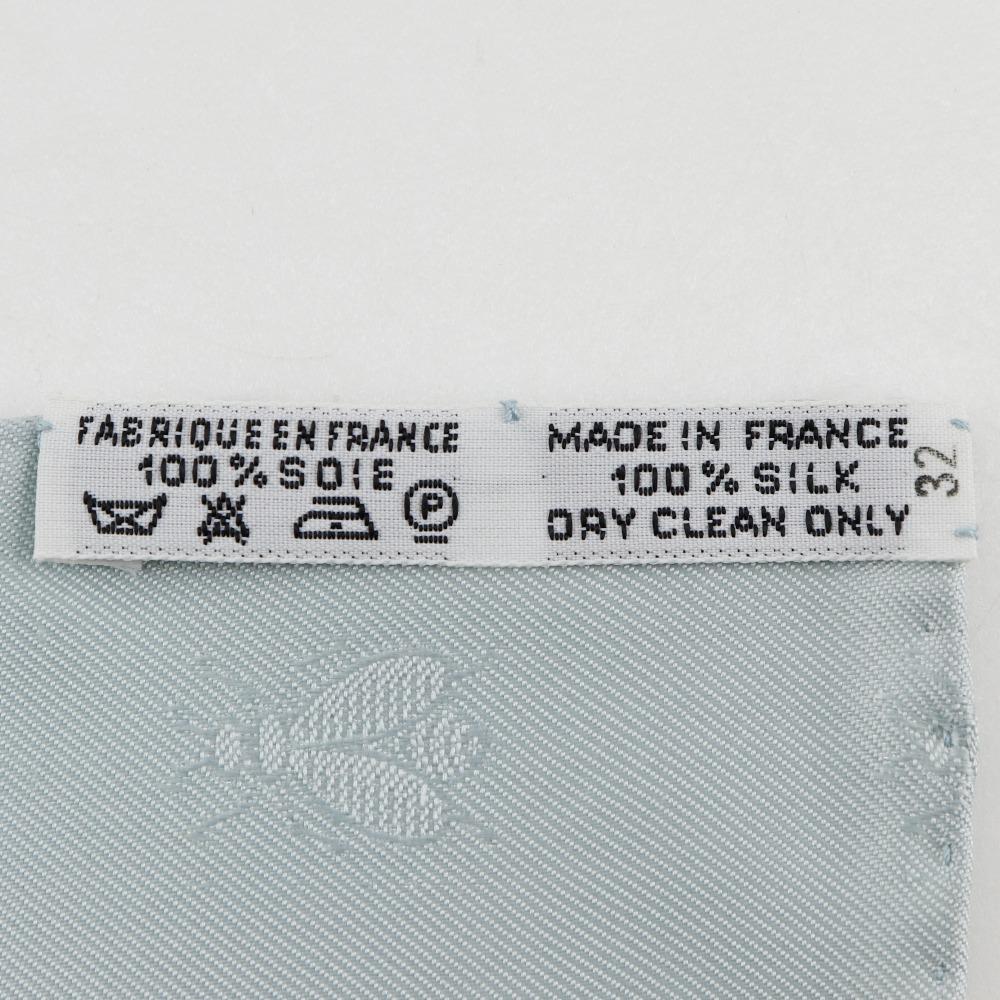 FABRIQUE EN FRANCE
100 % SOIE
P
MADE IN FRANCE
100 % SILK
DRY CLEAN ONLY
32